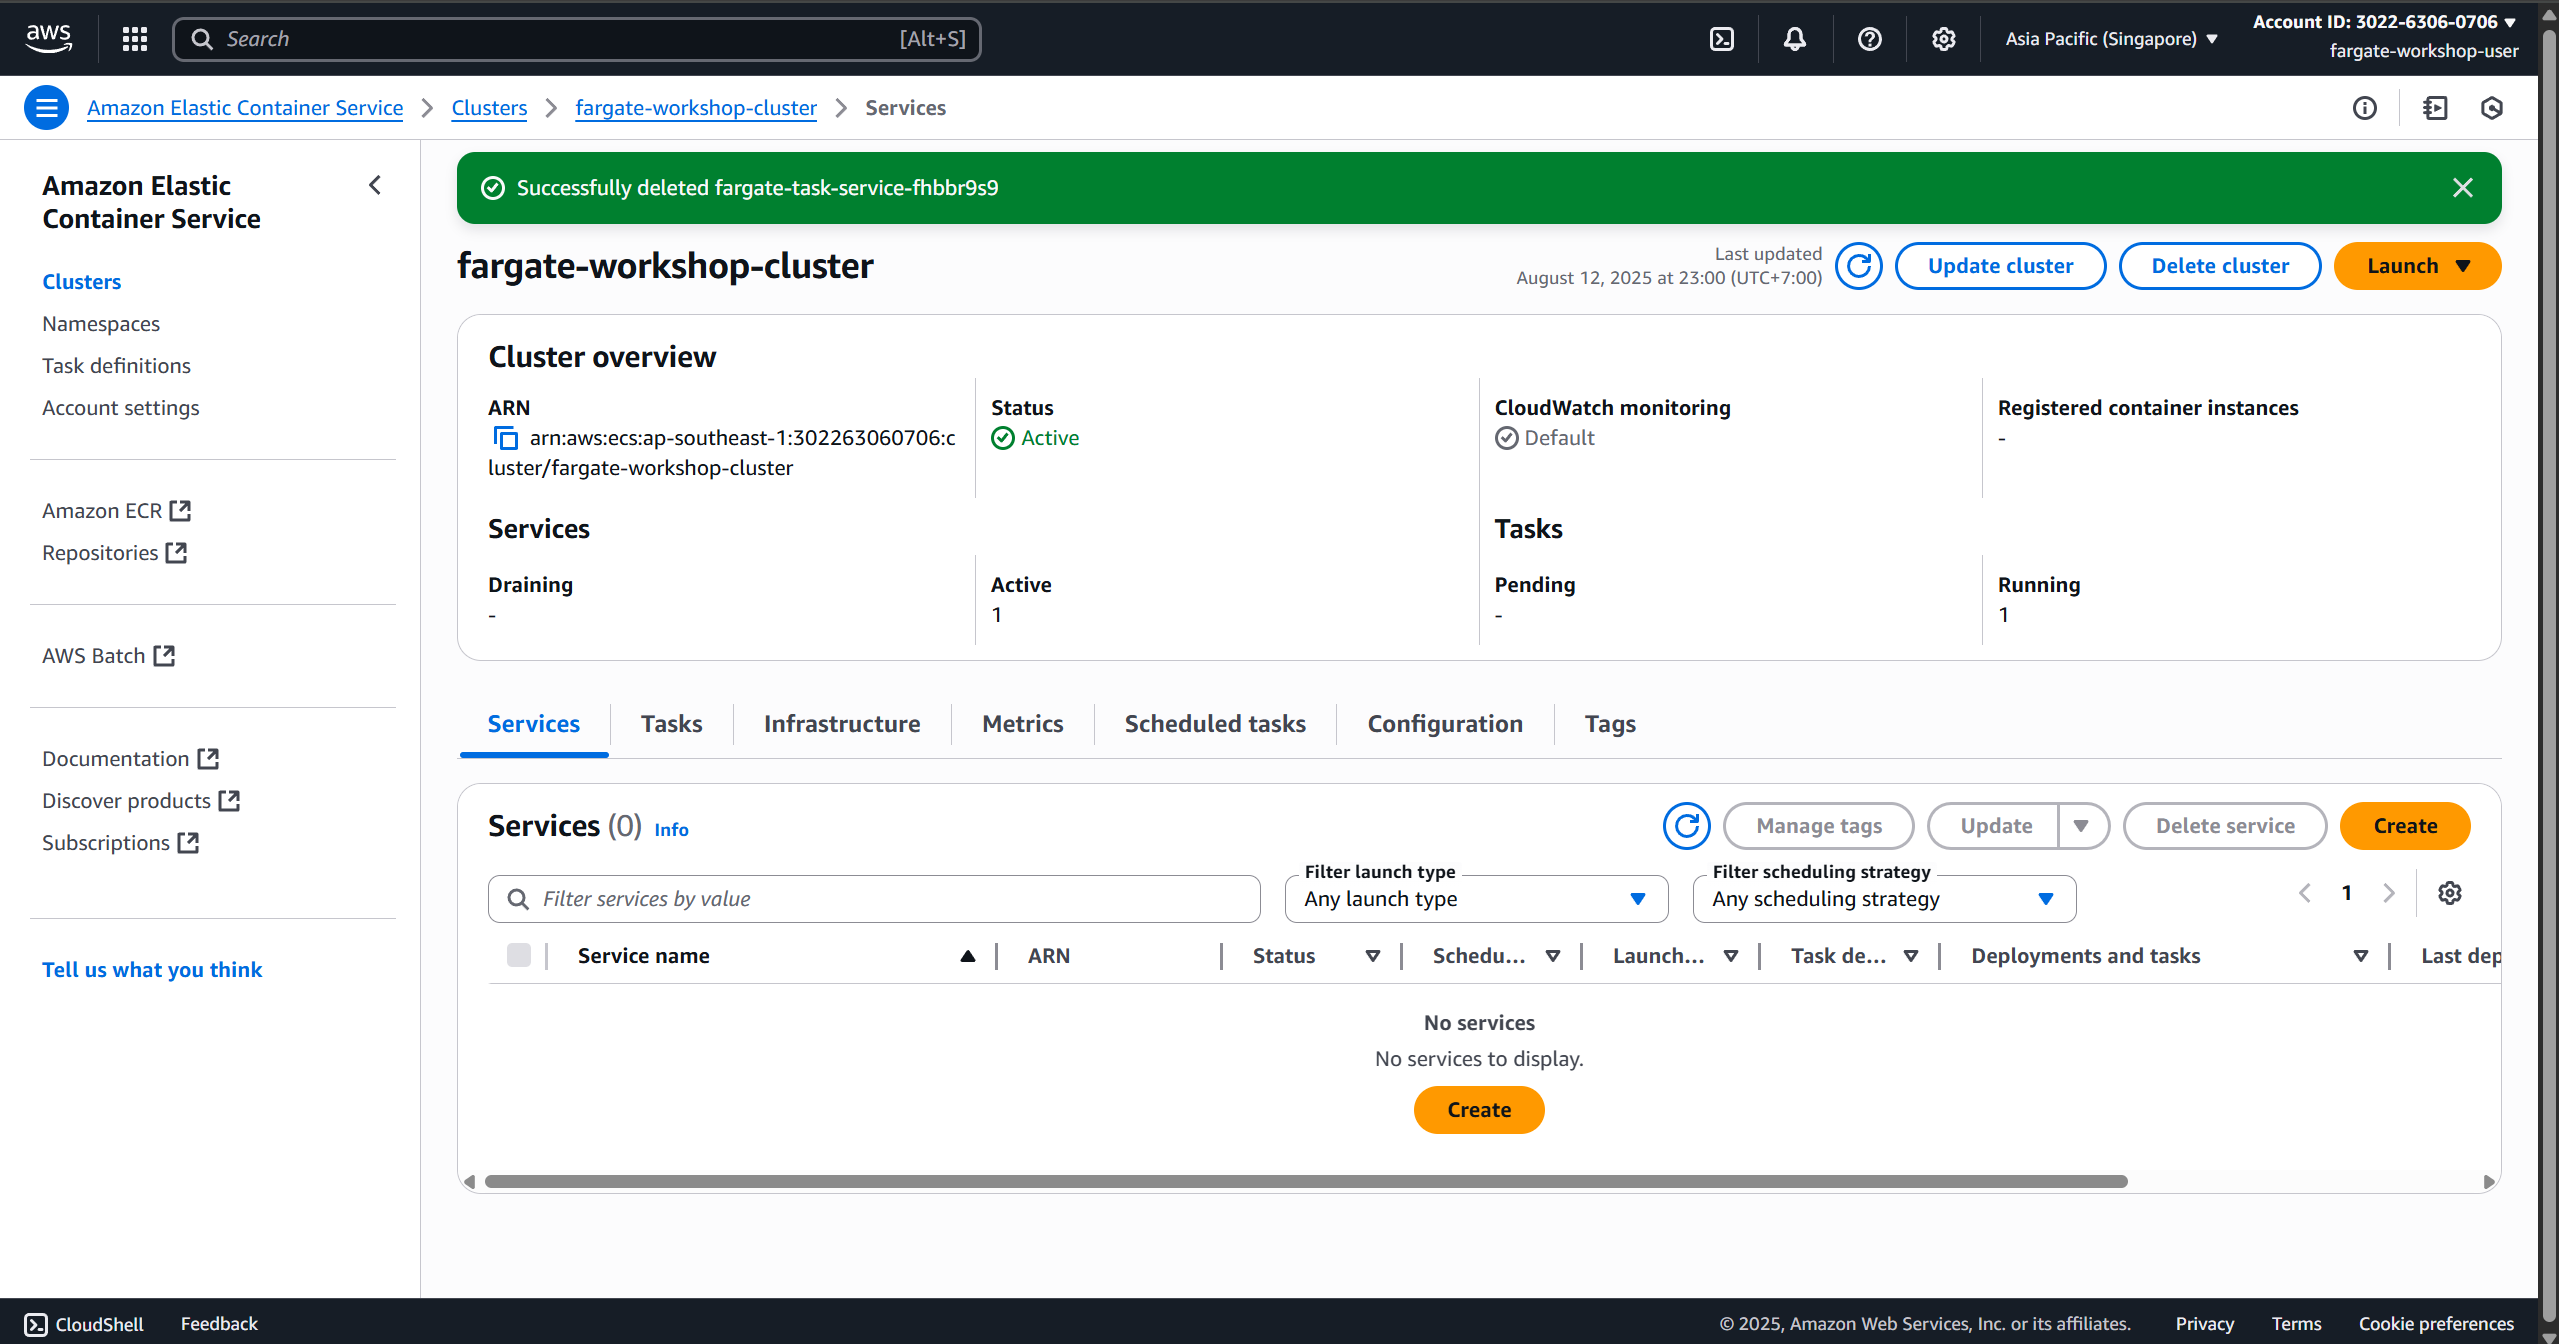 aws
Search
[Alt+S]
Asia Pacific (Singapore)
Account ID: 3022-6306-0706
fargate-workshop-user
Amazon Elastic Container Service
Clusters
fargate-workshop-cluster
Services
Amazon Elastic
Container Service
Clusters
Namespaces
Task definitions
Account settings
Amazon ECR
Repositories
AWS Batch
Documentation
Discover products
Subscriptions
Tell us what you think
Successfully deleted fargate-task-service-fhbbr9s9
fargate-workshop-cluster
Last updated
August 12, 2025 at 23:00 (UTC+7:00)
Update cluster
Delete cluster
Launch
Cluster overview
ARN
arn:aws:ecs:ap-southeast-1:302263060706:c
luster/fargate-workshop-cluster
Status
Active
CloudWatch monitoring
Default
Registered container instances
-
Services
Tasks
Draining
-
Active
1
Pending
-
Running
1
Services
Tasks
Infrastructure
Metrics
Scheduled tasks
Configuration
Tags
Services (0) Info
Manage tags
Update
Delete service
Create
Filter services by value
Filter launch type
Any launch type
Filter scheduling strategy
Any scheduling strategy
1
Service name
ARN
Status
Schedu...
Launch...
Task de...
Deployments and tasks
Last dep
No services
No services to display.
Create
CloudShell
Feedback
© 2025, Amazon Web Services, Inc. or its affiliates.
Privacy
Terms
Cookie preferences